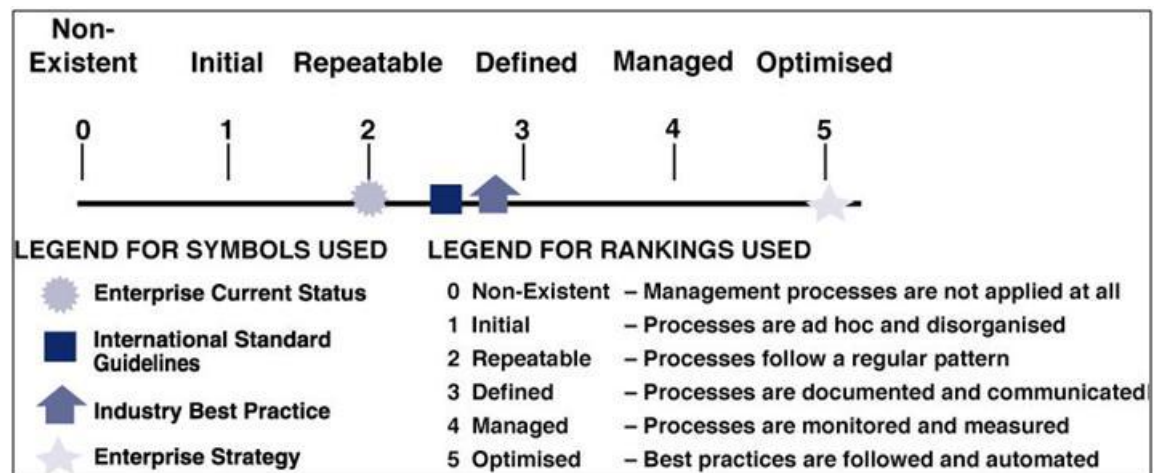 Non-
Existent Initial Repeatable Defined Managed Optimised
0 1 2 3 4 5
LEGEND FOR SYMBOLS USED
Enterprise Current Status
International Standard
Guidelines
Industry Best Practice
Enterprise Strategy
LEGEND FOR RANKINGS USED
0 Non-Existent – Management processes are not applied at all
1 Initial – Processes are ad hoc and disorganised
2 Repeatable – Processes follow a regular pattern
3 Defined – Processes are documented and communicated
4 Managed – Processes are monitored and measured
5 Optimised – Best practices are followed and automated